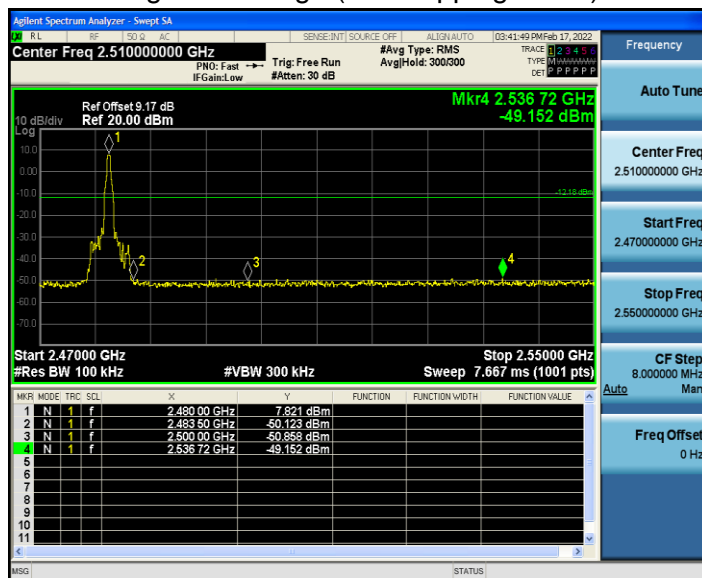 Agilent Spectrum Analyzer - Swept SA
RL RF 50 Ω AC SENSE:INT SOURCE OFF ALIGNAUTO 03:41:49 PM Feb 17, 2022
Center Freq 2.510000000 GHz
PNO: Fast
IFGain:Low
Trig: Free Run
#Atten: 30 dB
#Avg Type: RMS
Avg|Hold: 300/300
TRACE 1 2 3 4 5 6
TYPE M
DET P P P P P P
Frequency
Ref Offset 9.17 dB
10 dB/div Ref 20.00 dBm
Log
Mkr4 2.536 72 GHz
-49.152 dBm
10.0
0.00
-10.0
-20.0
-30.0
-40.0
-50.0
-60.0
-70.0
1
2
3
4
-12.18 dBm
Start 2.47000 GHz Stop 2.55000 GHz
#Res BW 100 kHz #VBW 300 kHz Sweep 7.667 ms (1001 pts)
MKR MODE TRC SCL X Y FUNCTION FUNCTION WIDTH FUNCTION VALUE
1 N 1 f 2.480 00 GHz 7.821 dBm
2 N 1 f 2.483 50 GHz -50.123 dBm
3 N 1 f 2.500 00 GHz -50.858 dBm
4 N 1 f 2.536 72 GHz -49.152 dBm
5
6
7
8
9
10
11
MSG STATUS
Auto Tune
Center Freq
2.510000000 GHz
Start Freq
2.470000000 GHz
Stop Freq
2.550000000 GHz
CF Step
8.000000 MHz
Auto Man
Freq Offset
0 Hz